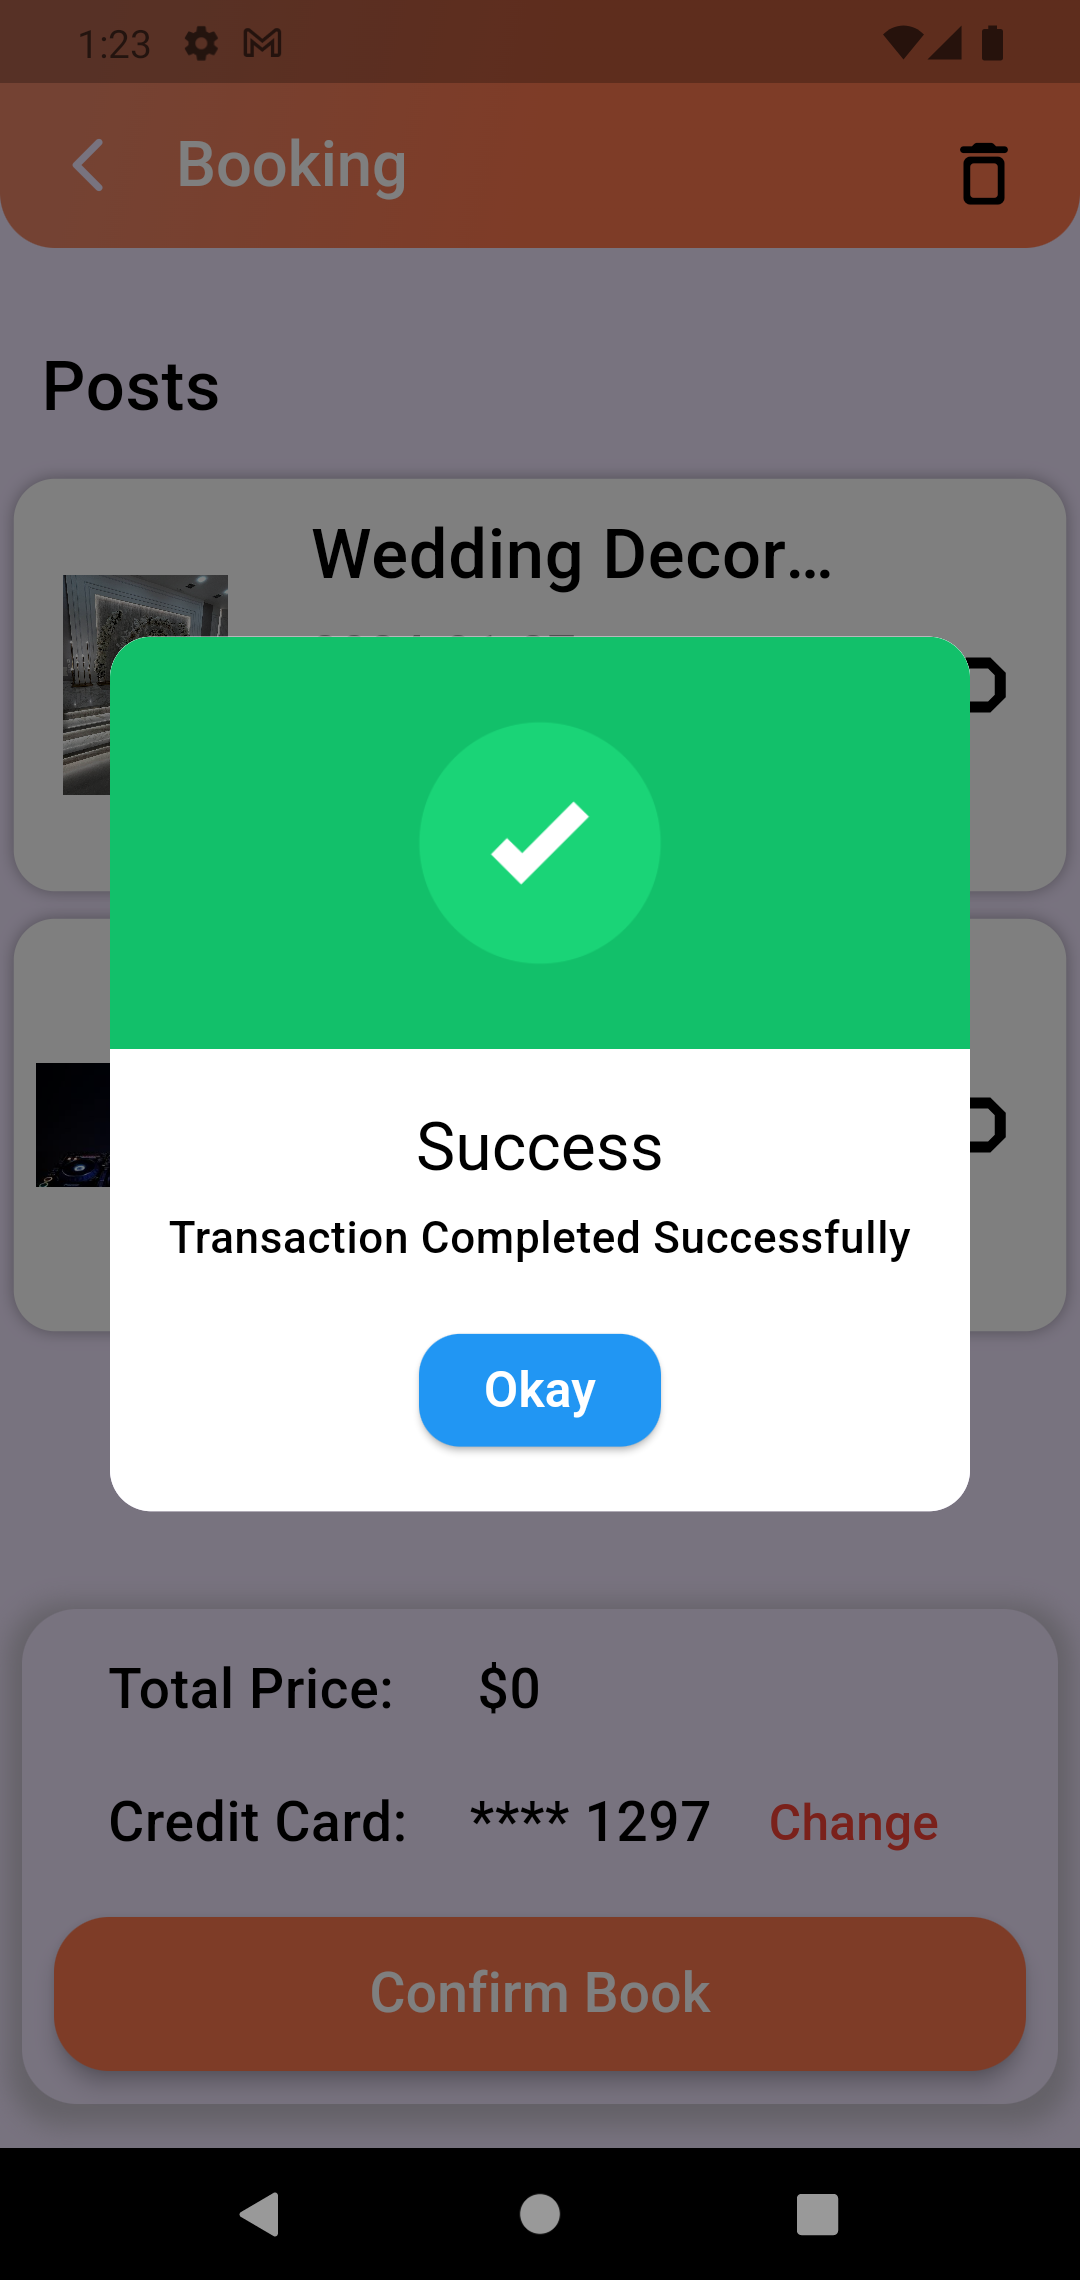 1:23
Booking
Posts
Wedding Decor...
Success
Transaction Completed Successfully
Okay
Total Price: $0
Credit Card: **** 1297 Change
Confirm Book